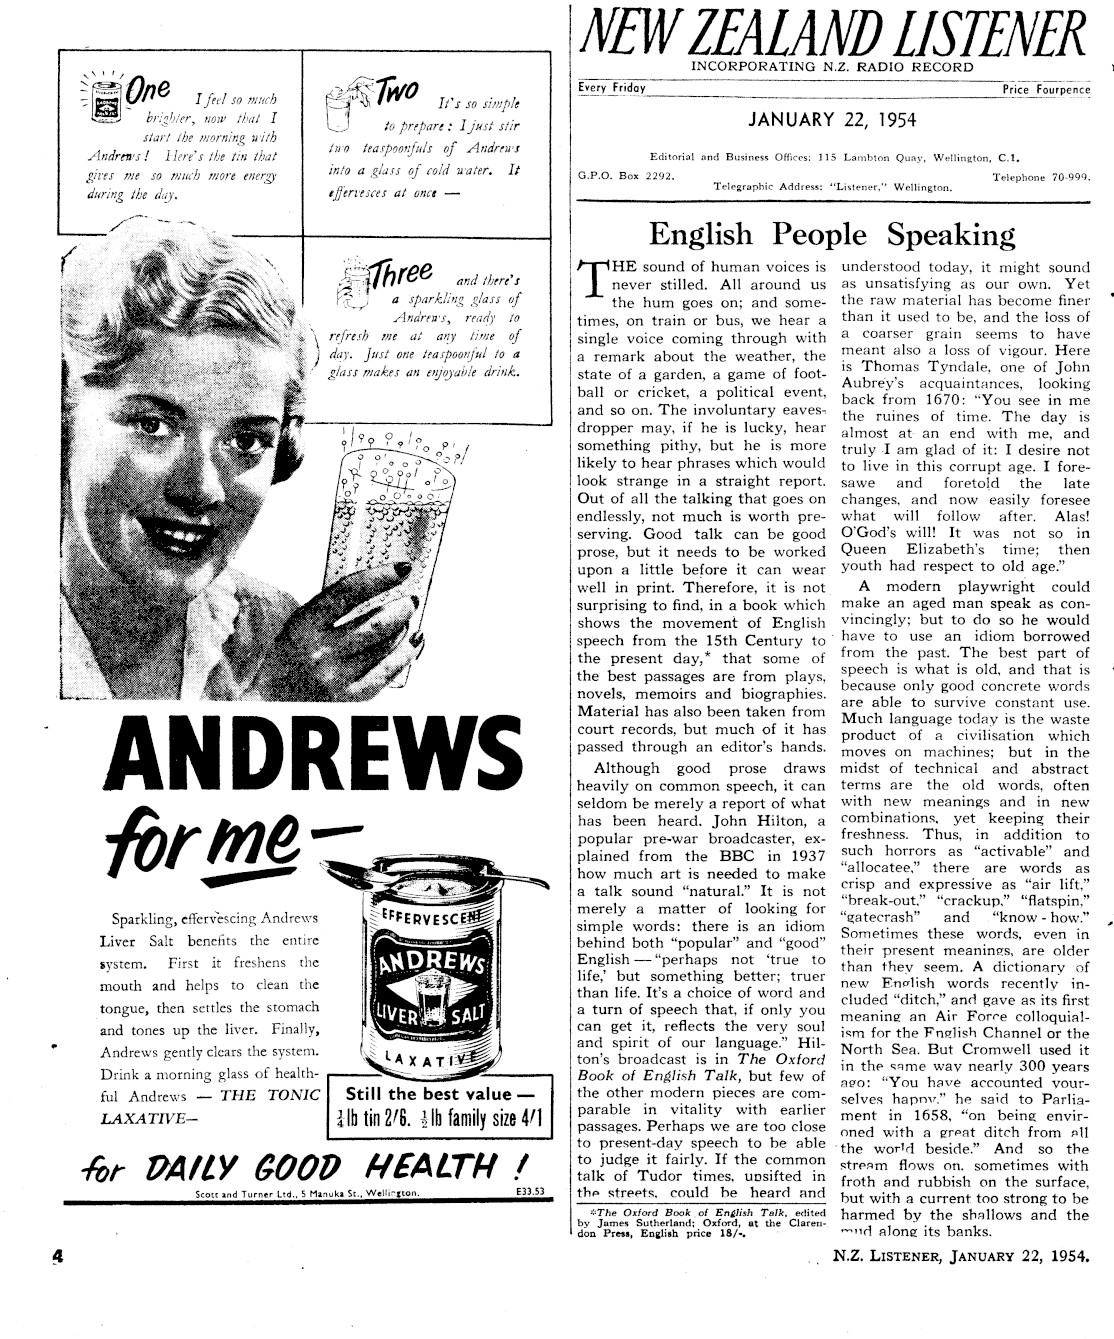 One I feel so much
brighter, now that I
start the morning with
Andrews! Here's the tin that
gives me so much more energy
during the day.
Two It's so simple
to prepare: I just stir
two teaspoonfuls of Andrews
into a glass of cold water. It
effervesces at once —
Three and there's
a sparkling glass of
Andrews, ready to
refresh me at any time of
day. Just one teaspoonful to a
glass makes an enjoyable drink.
ANDREWS
for me—
Sparkling, effervescing Andrews
Liver Salt benefits the entire
system. First it freshens the
mouth and helps to clean the
tongue, then settles the stomach
and tones up the liver. Finally,
Andrews gently clears the system.
Drink a morning glass of health-
ful Andrews — THE TONIC
LAXATIVE—
EFFERVESCENT
ANDREWS
LIVER SALT
LAXATIVE
Still the best value —
¼lb tin 2/6. ½lb family size 4/1
for DAILY GOOD HEALTH !
Scott and Turner Ltd., 5 Manuka St., Wellington. E33.53
4
NEW ZEALAND LISTENER
INCORPORATING N.Z. RADIO RECORD
Every Friday Price Fourpence
JANUARY 22, 1954
Editorial and Business Offices: 115 Lambton Quay, Wellington, C.1.
G.P.O. Box 2292. Telephone 70-999.
Telegraphic Address: "Listener," Wellington.
English People Speaking
THE sound of human voices is
never stilled. All around us
the hum goes on; and some-
times, on train or bus, we hear a
single voice coming through with
a remark about the weather, the
state of a garden, a game of foot-
ball or cricket, a political event,
and so on. The involuntary eaves-
dropper may, if he is lucky, hear
something pithy, but he is more
likely to hear phrases which would
look strange in a straight report.
Out of all the talking that goes on
endlessly, not much is worth pre-
serving. Good talk can be good
prose, but it needs to be worked
upon a little before it can wear
well in print. Therefore, it is not
surprising to find, in a book which
shows the movement of English
speech from the 15th Century to
the present day,* that some of
the best passages are from plays,
novels, memoirs and biographies.
Material has also been taken from
court records, but much of it has
passed through an editor's hands.
Although good prose draws
heavily on common speech, it can
seldom be merely a report of what
has been heard. John Hilton, a
popular pre-war broadcaster, ex-
plained from the BBC in 1937
how much art is needed to make
a talk sound "natural." It is not
merely a matter of looking for
simple words: there is an idiom
behind both "popular" and "good"
English — "perhaps not 'true to
life,' but something better; truer
than life. It's a choice of word and
a turn of speech that, if only you
can get it, reflects the very soul
and spirit of our language." Hil-
ton's broadcast is in The Oxford
Book of English Talk, but few of
the other modern pieces are com-
parable in vitality with earlier
passages. Perhaps we are too close
to present-day speech to be able
to judge it fairly. If the common
talk of Tudor times, unsifted in
the streets, could be heard and
*The Oxford Book of English Talk, edited
by James Sutherland; Oxford, at the Claren-
don Press, English price 18/-.
understood today, it might sound
as unsatisfying as our own. Yet
the raw material has become finer
than it used to be, and the loss of
a coarser grain seems to have
meant also a loss of vigour. Here
is Thomas Tyndale, one of John
Aubrey's acquaintances, looking
back from 1670: "You see in me
the ruines of time. The day is
almost at an end with me, and
truly I am glad of it: I desire not
to live in this corrupt age. I fore-
sawe and foretold the late
changes, and now easily foresee
what will follow after. Alas!
O'God's will! It was not so in
Queen Elizabeth's time; then
youth had respect to old age."
A modern playwright could
make an aged man speak as con-
vincingly; but to do so he would
have to use an idiom borrowed
from the past. The best part of
speech is what is old, and that is
because only good concrete words
are able to survive constant use.
Much language today is the waste
product of a civilisation which
moves on machines; but in the
midst of technical and abstract
terms are the old words, often
with new meanings and in new
combinations, yet keeping their
freshness. Thus, in addition to
such horrors as "activable" and
"allocatee," there are words as
crisp and expressive as "air lift,"
"break-out," "crackup," "flatspin,"
"gatecrash" and "know-how."
Sometimes these words, even in
their present meanings, are older
than they seem. A dictionary of
new English words recently in-
cluded "ditch," and gave as its first
meaning an Air Force colloquial-
ism for the English Channel or the
North Sea. But Cromwell used it
in the same way nearly 300 years
ago: "You have accounted your-
selves happy," he said to Parlia-
ment in 1658, "on being envir-
oned with a great ditch from all
the world beside." And so the
stream flows on, sometimes with
froth and rubbish on the surface,
but with a current too strong to be
harmed by the shallows and the
mud along its banks.
N.Z. LISTENER, JANUARY 22, 1954.